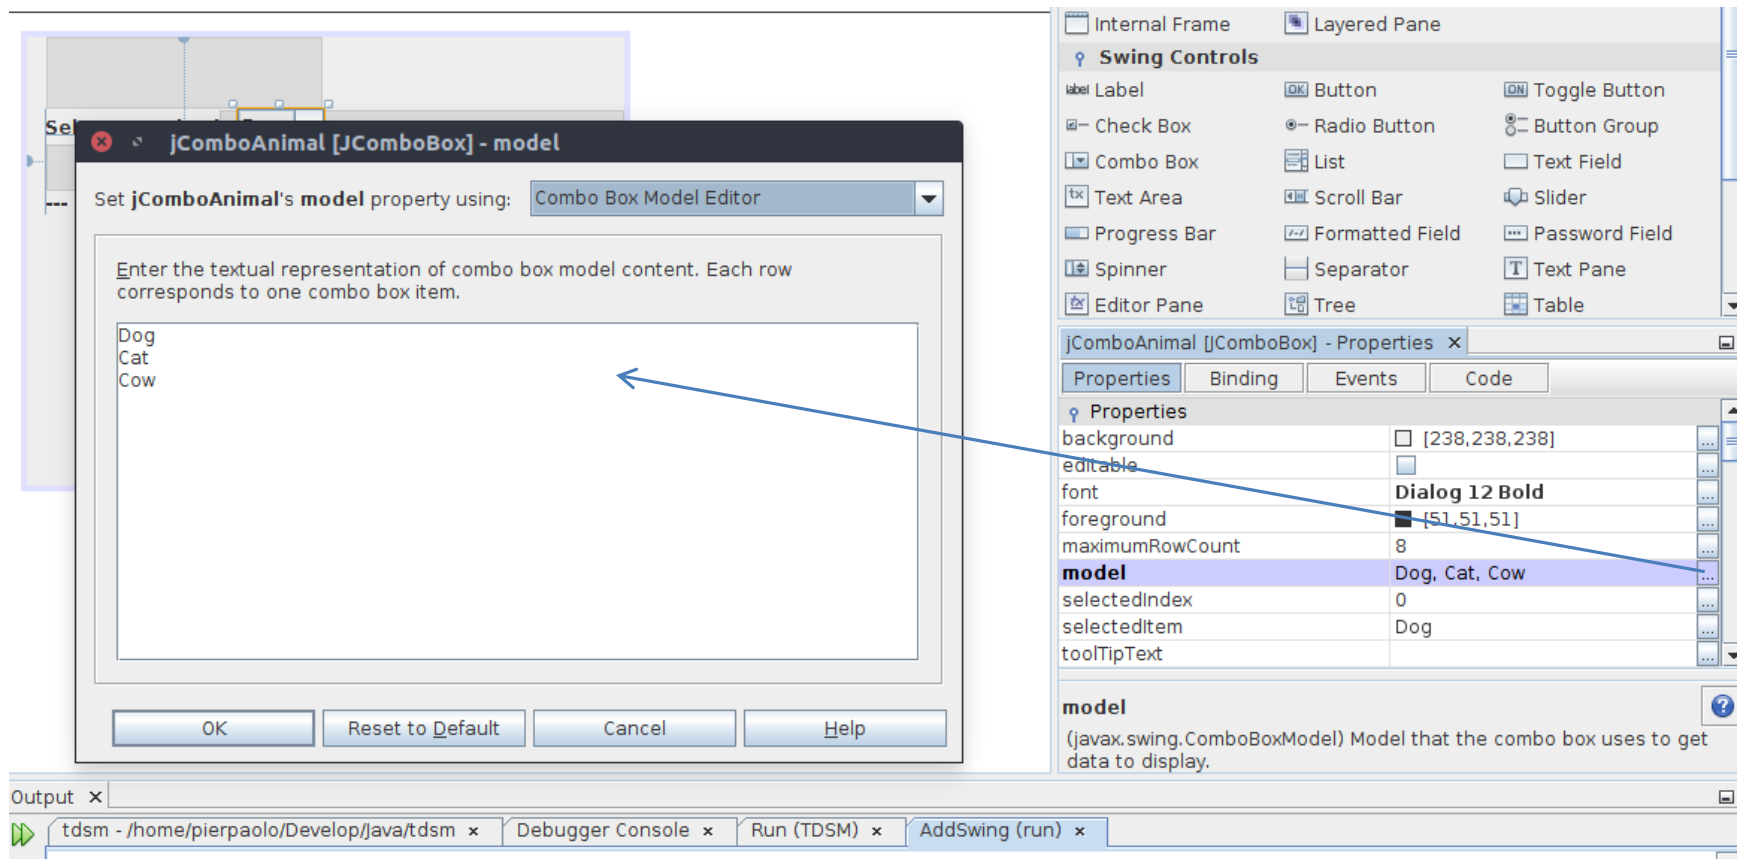 Internal Frame
Layered Pane
Swing Controls
label Label
OK Button
ON Toggle Button
Check Box
Radio Button
Button Group
Combo Box
List
Text Field
tx Text Area
Scroll Bar
Slider
Progress Bar
Formatted Field
Password Field
Spinner
Separator
T Text Pane
Editor Pane
Tree
Table
Sel
---
jComboAnimal [JComboBox] - model
Set jComboAnimal's model property using:
Combo Box Model Editor
Enter the textual representation of combo box model content. Each row
corresponds to one combo box item.
Dog
Cat
Cow
OK
Reset to Default
Cancel
Help
jComboAnimal [JComboBox] - Properties ×
Properties
Binding
Events
Code
Properties
background [238,238,238] ...
editable ...
font Dialog 12 Bold ...
foreground [51,51,51] ...
maximumRowCount 8 ...
model Dog, Cat, Cow ...
selectedIndex 0 ...
selectedItem Dog ...
toolTipText ...
model
?
(javax.swing.ComboBoxModel) Model that the combo box uses to get
data to display.
Output ×
tdsm - /home/pierpaolo/Develop/Java/tdsm ×
Debugger Console ×
Run (TDSM) ×
AddSwing (run) ×